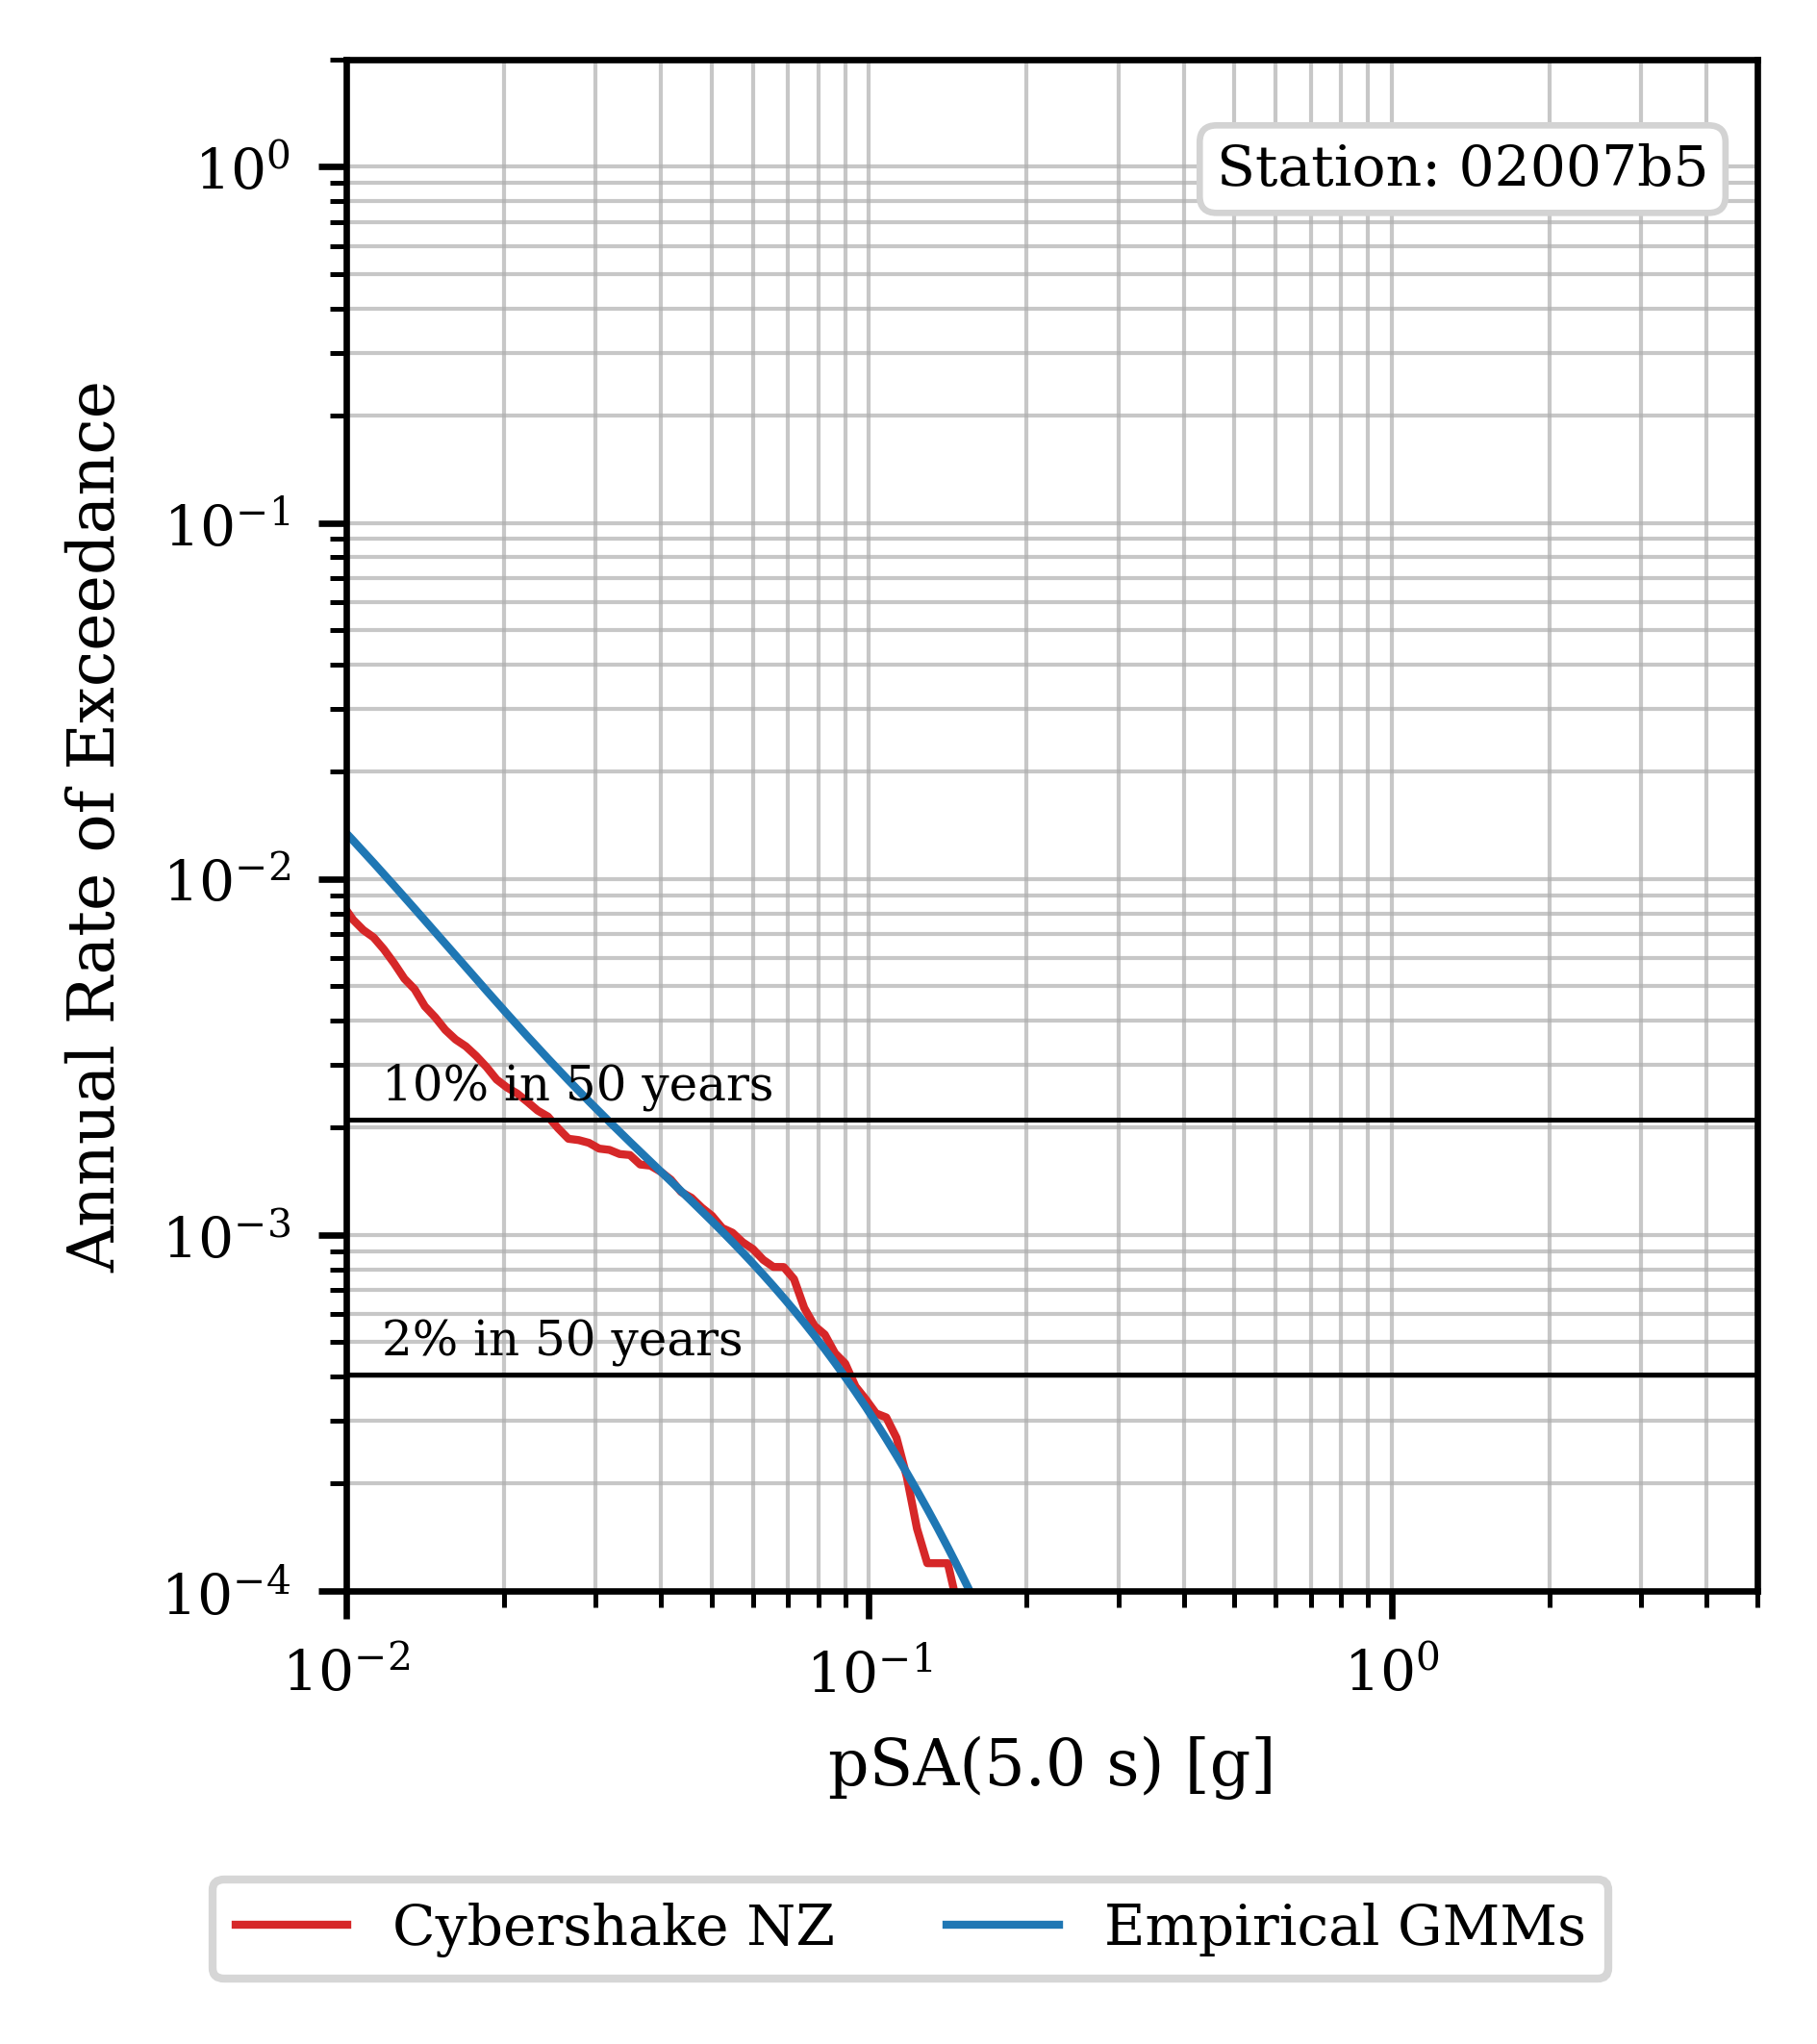 Station: 02007b5
10⁰
10⁻¹
10⁻²
10⁻³
10⁻⁴
Annual Rate of Exceedance
10% in 50 years
2% in 50 years
10⁻²
10⁻¹
10⁰
pSA(5.0 s) [g]
Cybershake NZ
Empirical GMMs